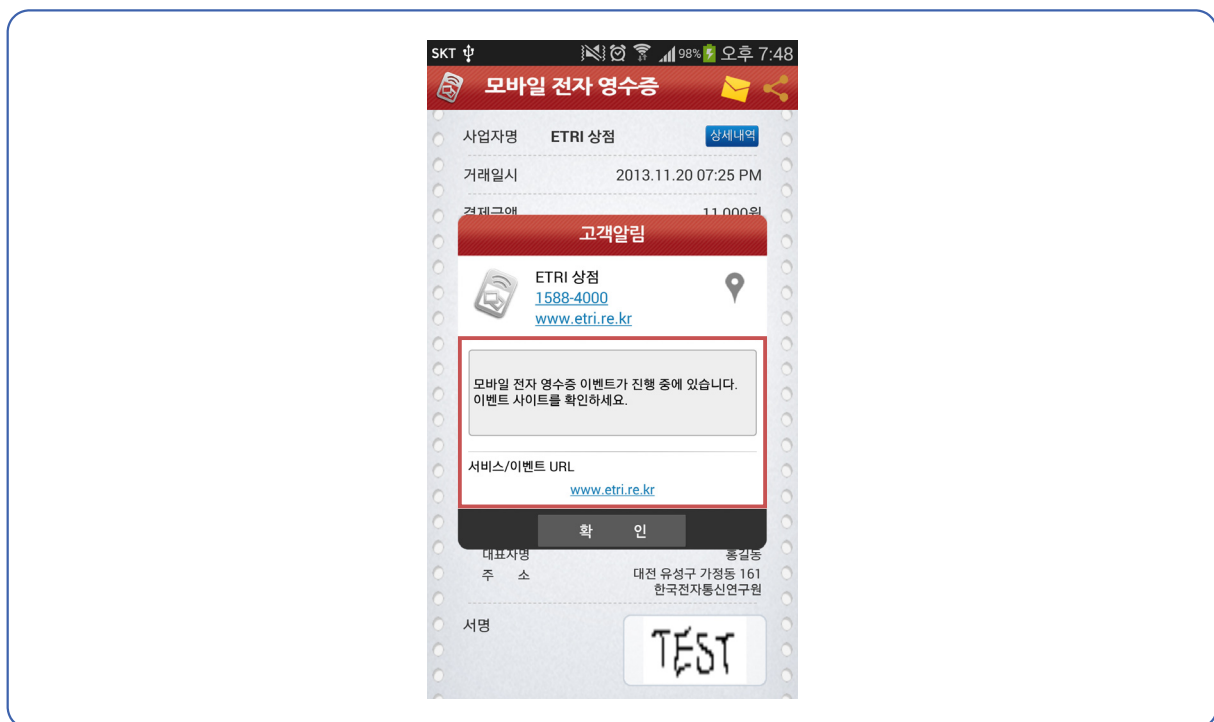 SKT 98% 오후 7:48
모바일 전자 영수증
사업자명 ETRI 상점 상세내역
거래일시 2013.11.20 07:25 PM
결제금액 11,000원
고객알림
ETRI 상점
1588-4000
www.etri.re.kr
모바일 전자 영수증 이벤트가 진행 중에 있습니다.
이벤트 사이트를 확인하세요.
서비스/이벤트 URL
www.etri.re.kr
확 인
대표자명 홍길동
주 소 대전 유성구 가정동 161
한국전자통신연구원
서명 TEST